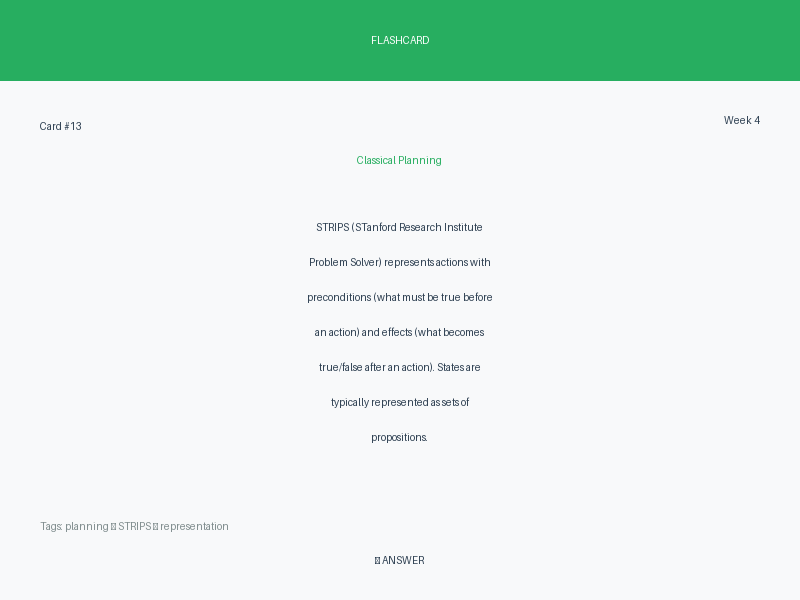 FLASHCARD
Card #13
Week 4
Classical Planning
STRIPS (STanford Research Institute
Problem Solver) represents actions with
preconditions (what must be true before
an action) and effects (what becomes
true/false after an action). States are
typically represented as sets of
propositions.
Tags: planning ▯ STRIPS ▯ representation
▯ ANSWER